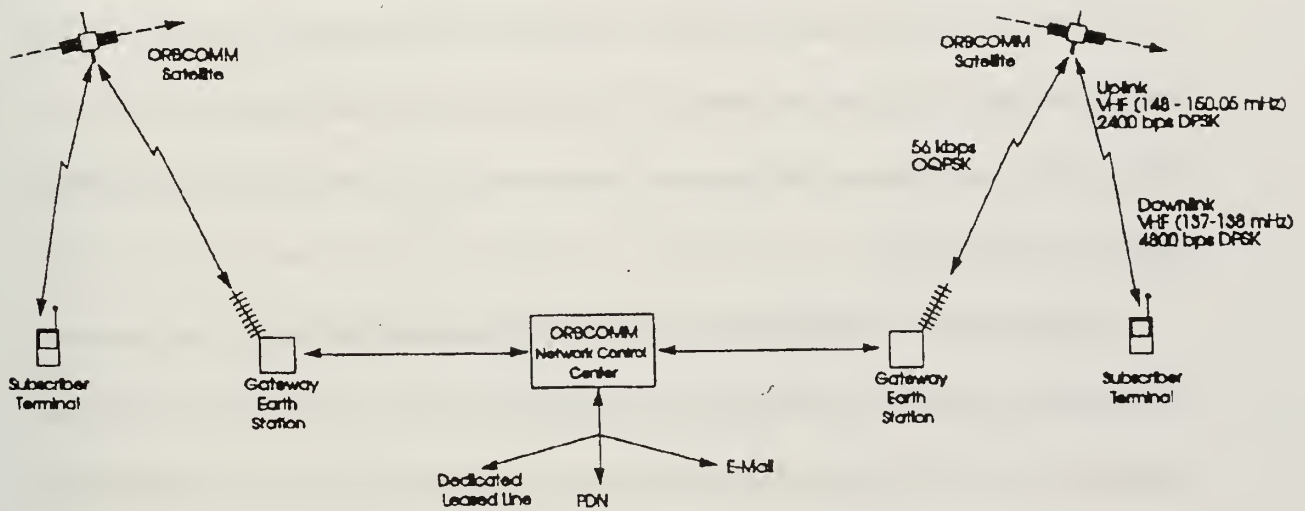 ORBCOMM
Satellite
ORBCOMM
Satellite
Uplink
VHF (148 - 150.05 mHz)
2400 bps DPSK
56 kbps
OQPSK
Downlink
VHF (137-138 mHz)
4800 bps DPSK
Subscriber
Terminal
Gateway
Earth
Station
ORBCOMM
Network Control
Center
Gateway
Earth
Station
Subscriber
Terminal
Dedicated
Leased Line
PDN
E-Mail